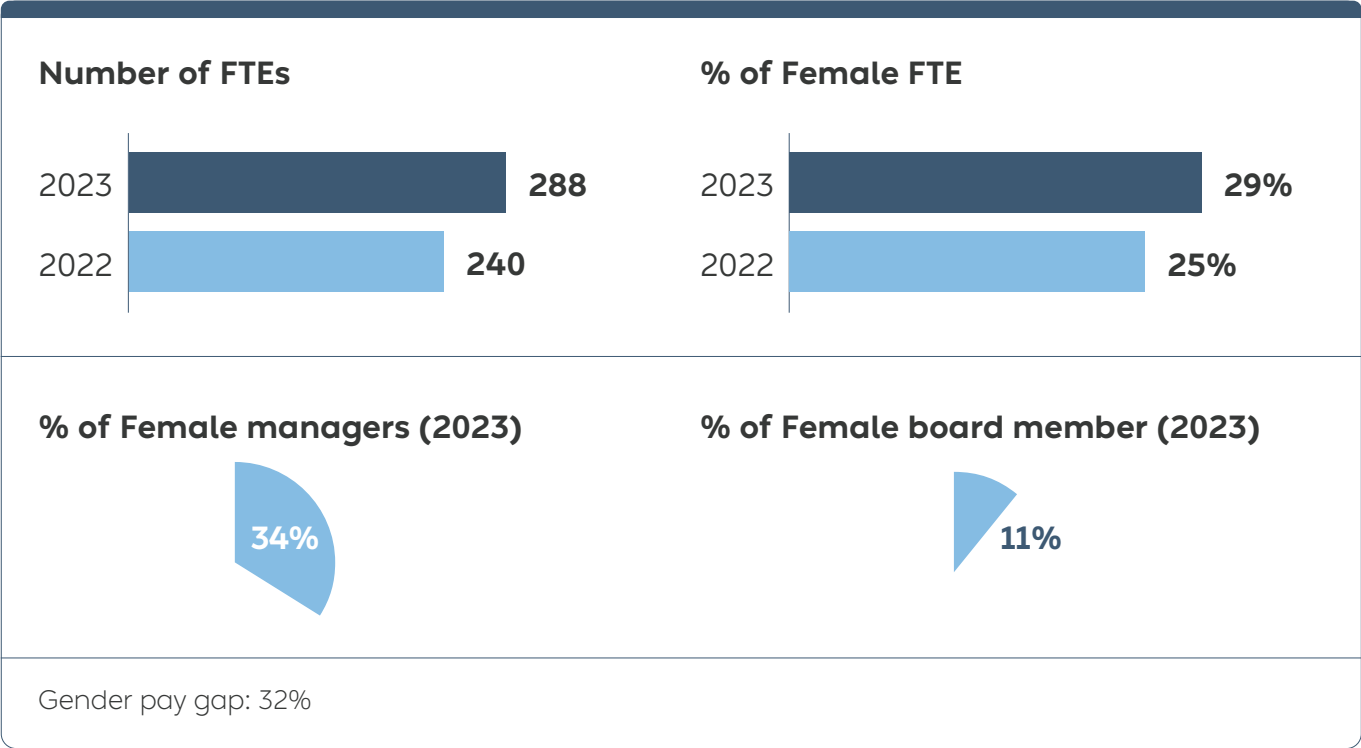 Number of FTEs
2023 288
2022 240
% of Female FTE
2023 29%
2022 25%
% of Female managers (2023)
34%
% of Female board member (2023)
11%
Gender pay gap: 32%